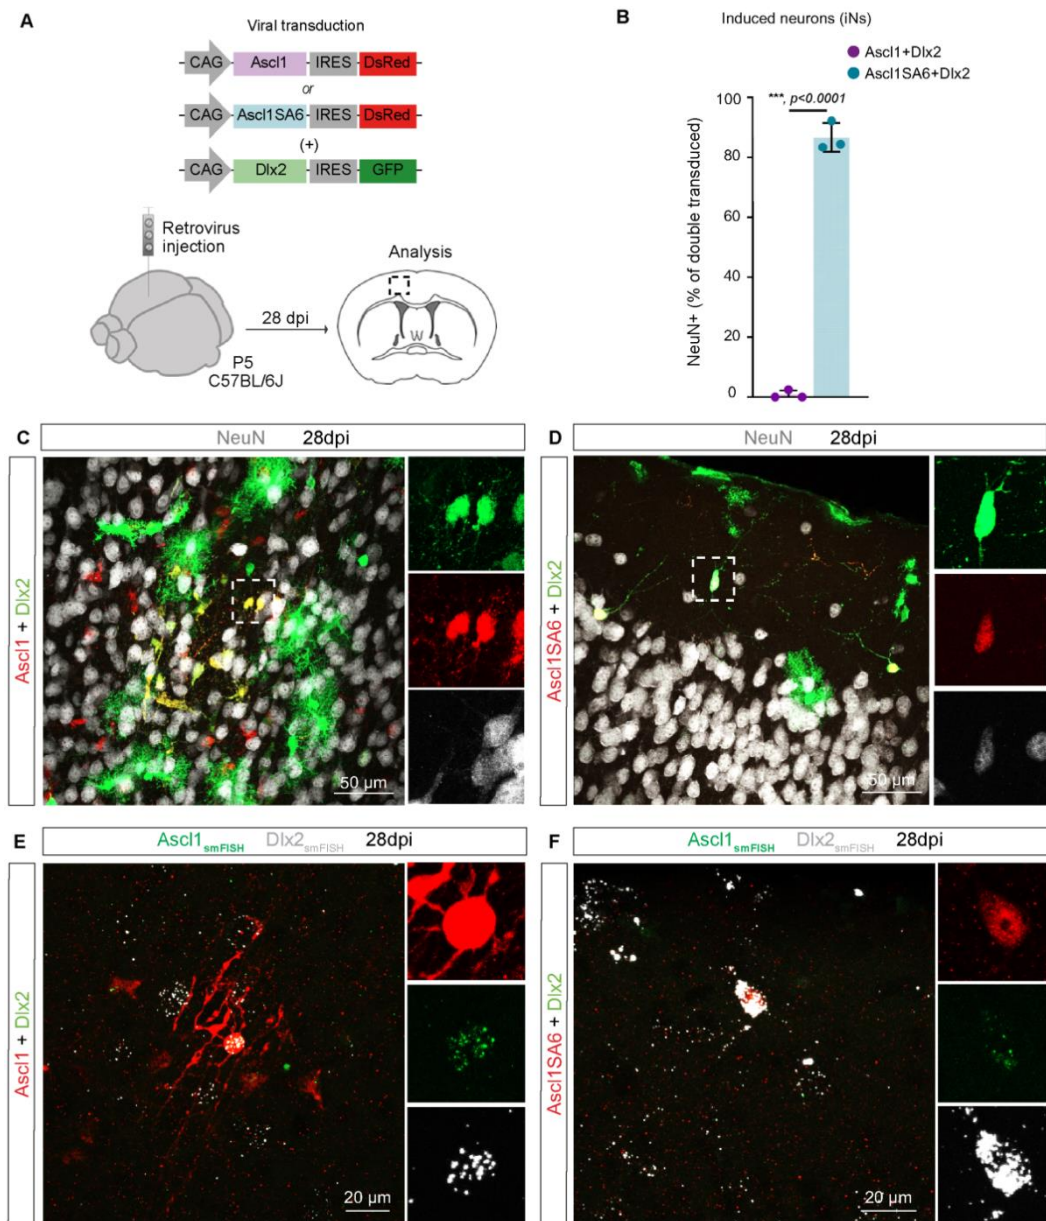 A
Viral transduction
CAG Ascl1 IRES DsRed
or
CAG Ascl1SA6 IRES DsRed
(+)
CAG Dlx2 IRES GFP
Retrovirus
injection
28 dpi
P5
C57BL/6J
Analysis
B
Induced neurons (iNs)
Ascl1+Dlx2
Ascl1SA6+Dlx2
***, p<0.0001
NeuN+ (% of double transduced)
100
80
60
40
20
0
C
NeuN 28dpi
Ascl1 + Dlx2
50 µm
D
NeuN 28dpi
Ascl1SA6 + Dlx2
50 µm
E
Ascl1smFISH Dlx2smFISH 28dpi
Ascl1 + Dlx2
20 µm
F
Ascl1smFISH Dlx2smFISH 28dpi
Ascl1SA6 + Dlx2
20 µm